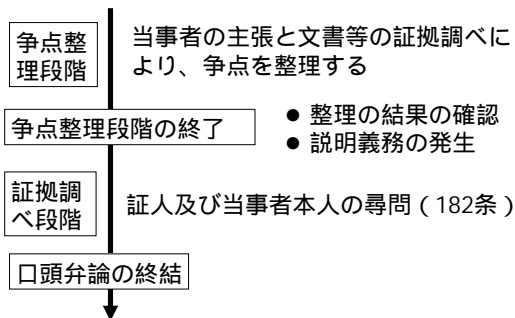 争点整
理段階
当事者の主張と文書等の証拠調べに
より、争点を整理する
争点整理段階の終了
● 整理の結果の確認
● 説明義務の発生
証拠調
べ段階
証人及び当事者本人の尋問（182条）
口頭弁論の終結